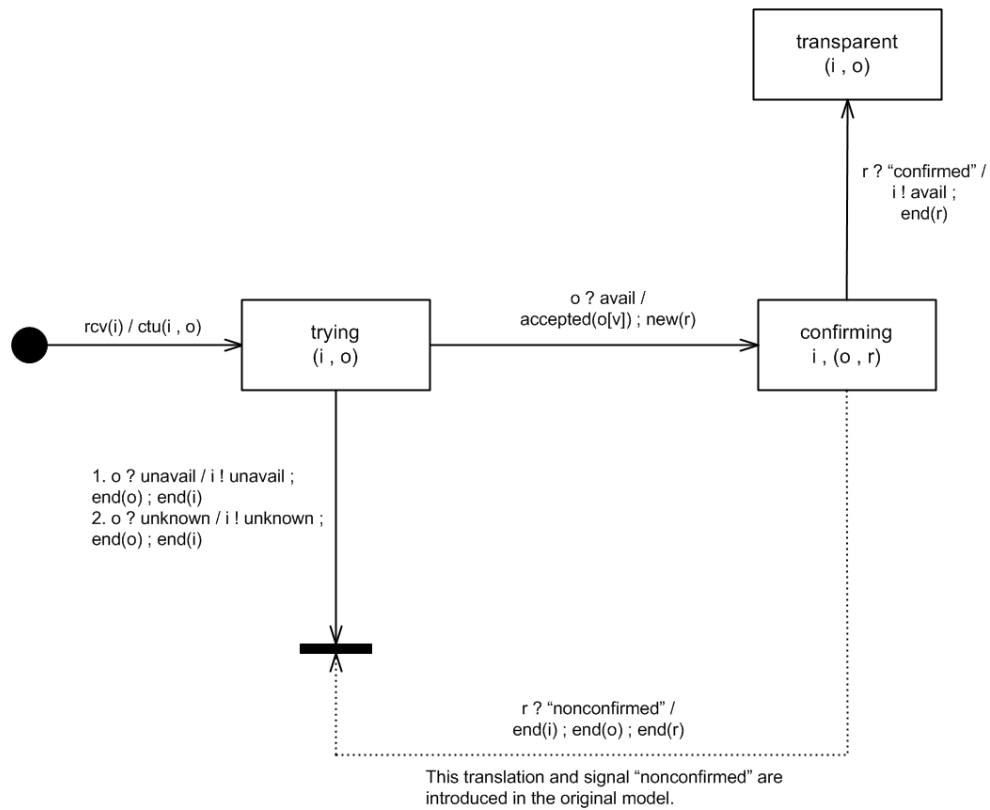 transparent
(i , o)
r ? “confirmed” /
i ! avail ;
end(r)
rcv(i) / ctu(i , o)
trying
(i , o)
o ? avail /
accepted(o[v]) ; new(r)
confirming
i , (o , r)
1. o ? unavail / i ! unavail ;
end(o) ; end(i)
2. o ? unknown / i ! unknown ;
end(o) ; end(i)
r ? “nonconfirmed” /
end(i) ; end(o) ; end(r)
This translation and signal “nonconfirmed” are
introduced in the original model.